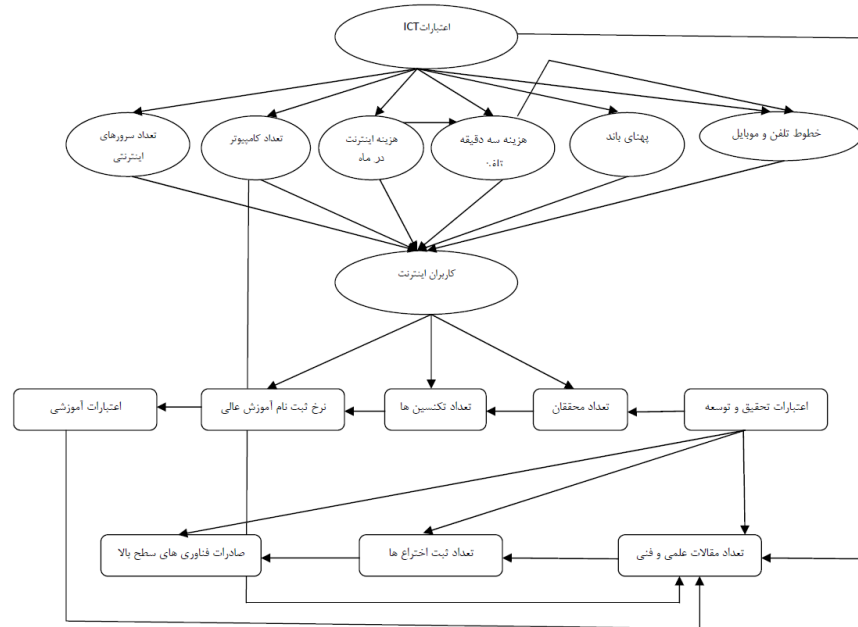 اعتبارات ICT
خطوط تلفن و موبایل
پهنای باند
هزینه سه دقیقه
تلفن
هزینه اینترنت
در ماه
تعداد کامپیوتر
تعداد سرورهای
اینترنتی
کاربران اینترنت
اعتبارات تحقیق و توسعه
تعداد محققان
تعداد تکنسین ها
نرخ ثبت نام آموزش عالی
اعتبارات آموزشی
تعداد مقالات علمی و فنی
تعداد ثبت اختراع ها
صادرات فناوری های سطح بالا